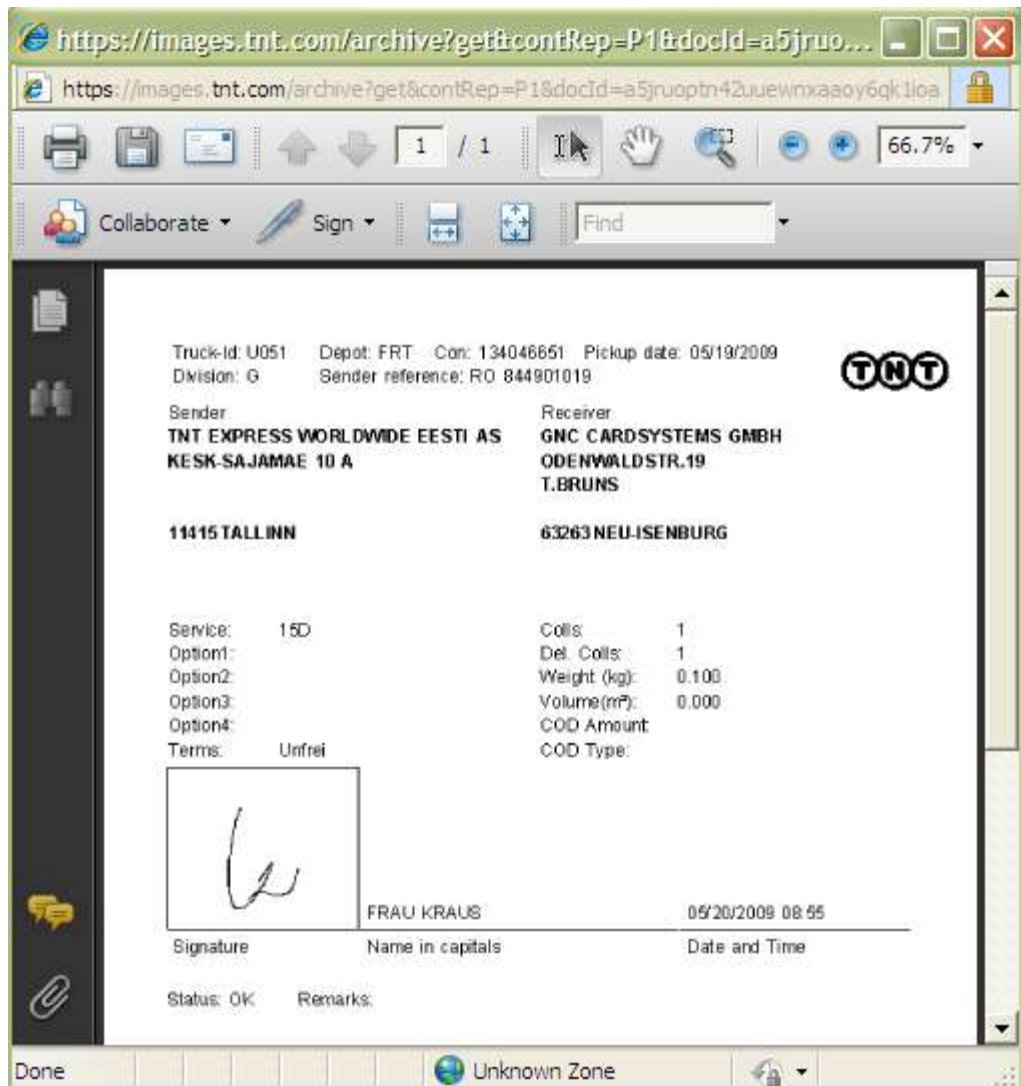 https://images.tnt.com/archive?get&contRep=P1&docId=a5jruo...
https://images.tnt.com/archive?get&contRep=P1&docId=a5jruoptn42uuewnxaaoy6qk1ioa
1 / 1 66.7%
Collaborate Sign Find
Truck-Id: U051 Depot: FRT Con: 134046651 Pickup date: 05/19/2009
Division: G Sender reference: RO 844901019
TNT
Sender Receiver
TNT EXPRESS WORLDWIDE EESTI AS GNC CARDSYSTEMS GMBH
KESK-SAJAMAE 10 A ODENWALDSTR.19
T.BRUNS
11415 TALLINN 63263 NEU-ISENBURG
Service: 15D Colls: 1
Option1: Del. Colls: 1
Option2: Weight (kg): 0.100
Option3: Volume(m³): 0.000
Option4: COD Amount:
Terms: Unfrei COD Type:
FRAU KRAUS 05/20/2009 08:55
Signature Name in capitals Date and Time
Status: OK Remarks:
Done Unknown Zone